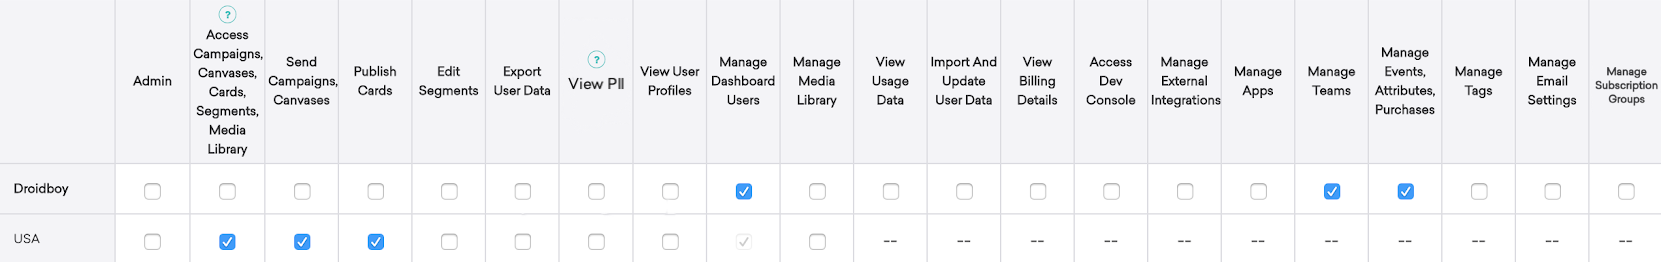 ?
Access
Campaigns,
Canvases,
Cards,
Segments,
Media
Library
Admin
Send
Campaigns,
Canvases
Publish
Cards
Edit
Segments
Export
User Data
?
View PII
View User
Profiles
Manage
Dashboard
Users
Manage
Media
Library
View
Usage
Data
Import And
Update
User Data
View
Billing
Details
Access
Dev
Console
Manage
External
Integrations
Manage
Apps
Manage
Teams
Manage
Events,
Attributes,
Purchases
Manage
Tags
Manage
Email
Settings
Manage
Subscription
Groups
Droidboy
USA -- -- -- -- -- -- -- -- -- -- --